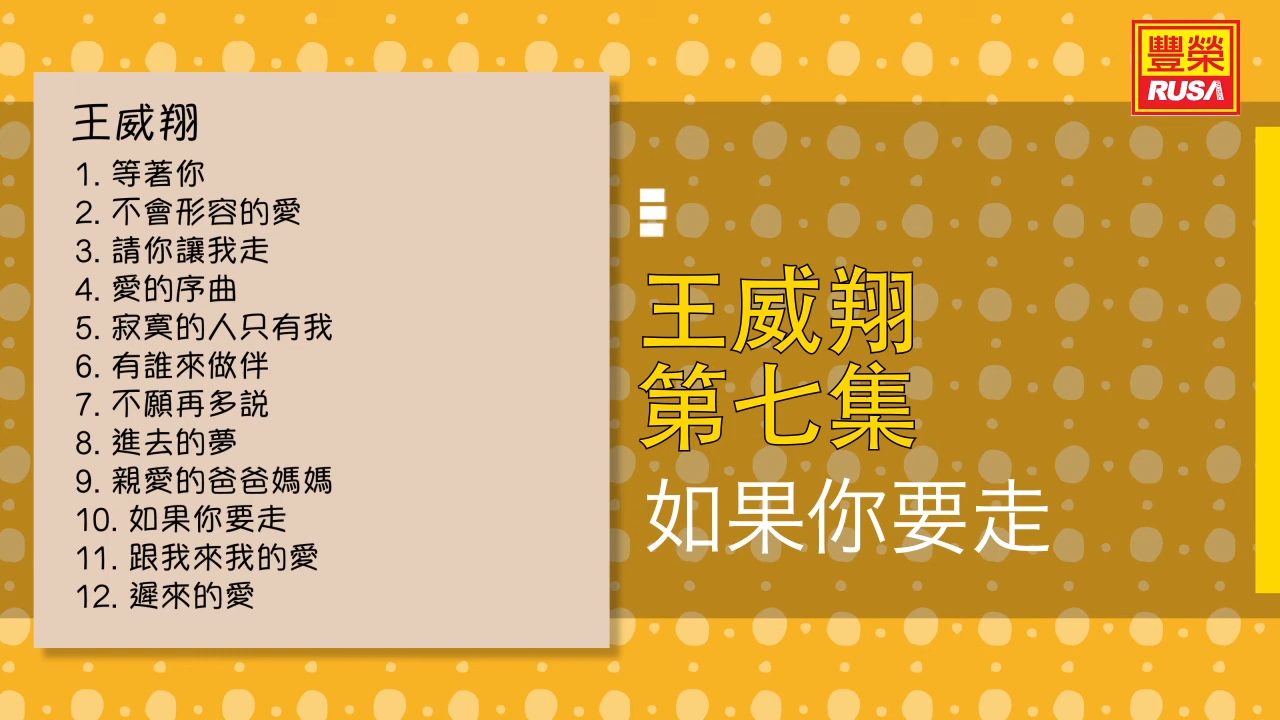 王威翔
1. 等著你
2. 不會形容的愛
3. 請你讓我走
4. 愛的序曲
5. 寂寞的人只有我
6. 有誰來做伴
7. 不願再多説
8. 進去的夢
9. 親愛的爸爸媽媽
10. 如果你要走
11. 跟我來我的愛
12. 遲來的愛
豐榮
RUSA
王威翔
第七集
如果你要走